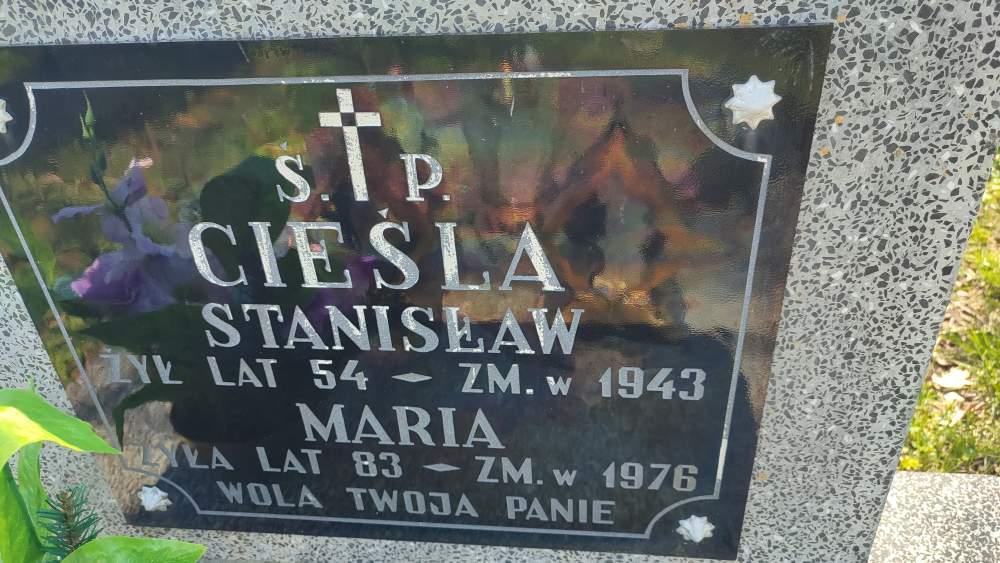 Ś. P.
CIEŚLA
STANISŁAW
ŻYŁ LAT 54 – ZM. W 1943
MARIA
ŻYŁA LAT 83 – ZM. W 1976
WOLA TWOJA PANIE